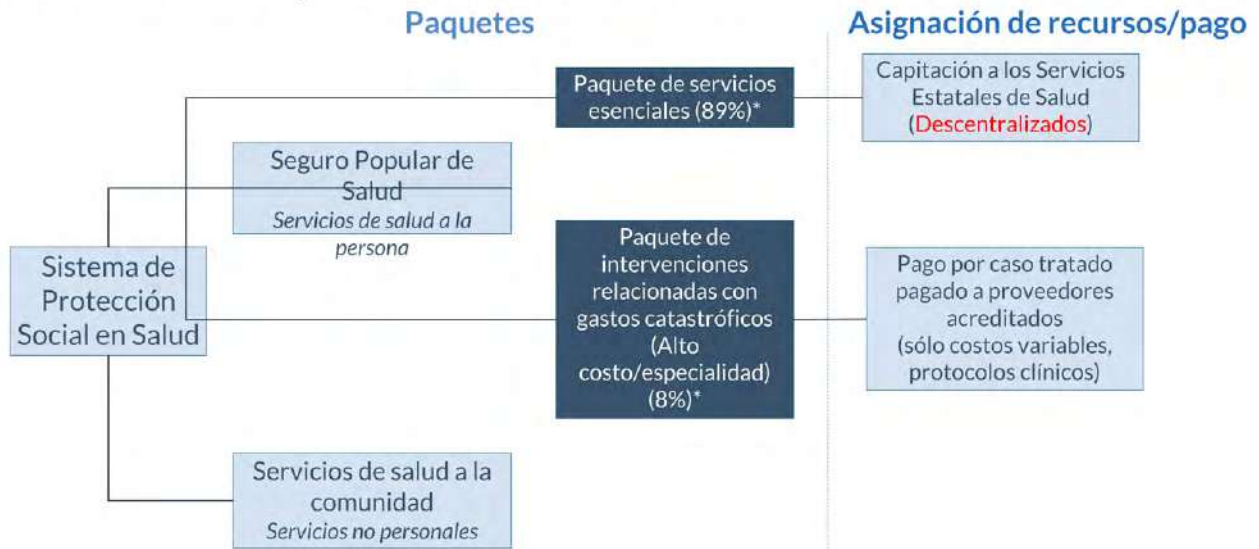 Paquetes
Asignación de recursos/pago
Paquete de servicios
esenciales (89%)*
Capitación a los Servicios
Estatales de Salud
(Descentralizados)
Seguro Popular de
Salud
Servicios de salud a la
persona
Sistema de
Protección
Social en Salud
Paquete de
intervenciones
relacionadas con
gastos catastróficos
(Alto
costo/especialidad)
(8%)*
Pago por caso tratado
pagado a proveedores
acreditados
(sólo costos variables,
protocolos clínicos)
Servicios de salud a la
comunidad
Servicios no personales